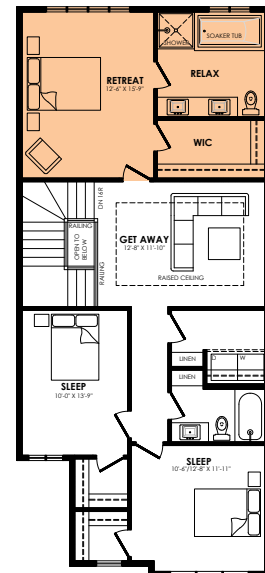 SHOWER
SOAKER TUB
RETREAT
12'-6" X 15'-9"
RELAX
WIC
DN 16R
RAILING
OPEN TO
BELOW
RAILING
GET AWAY
12'-8" X 11'-10"
RAISED CEILING
LINEN
D
W
LINEN
SLEEP
10'-0" X 13'-9"
SLEEP
10'-6"/12'-8" X 11'-11"